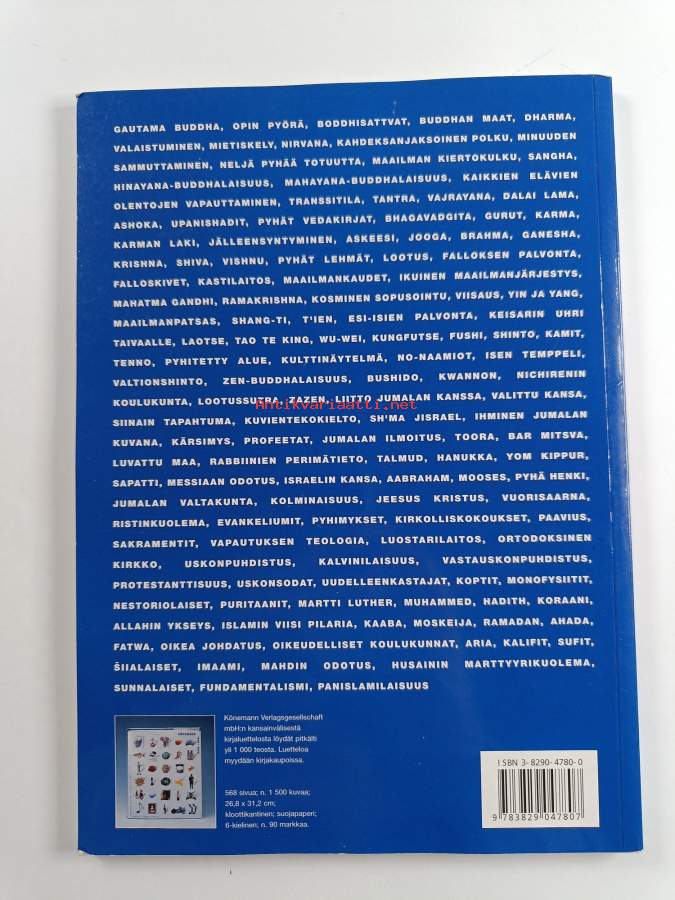 GAUTAMA BUDDHA, OPIN PYÖRÄ, BODDHISATTVAT, BUDDHAN MAAT, DHARMA,
VALAISTUMINEN, MIETISKELY, NIRVANA, KAHDEKSANJAKSOINEN POLKU, MINUUDEN
SAMMUTTAMINEN, NELJÄ PYHÄÄ TOTUUTTA, MAAILMAN KIERTOKULKU, SANGHA,
HINAYANA-BUDDHALAISUUS, MAHAYANA-BUDDHALAISUUS, KAIKKIEN ELÄVIEN
OLENTOJEN VAPAUTTAMINEN, TRANSSITILA, TANTRA, VAJRAYANA, DALAI LAMA,
ASHOKA, UPANISHADIT, PYHÄT VEDAKIRJAT, BHAGAVADGITA, GURUT, KARMA,
KARMAN LAKI, JÄLLEENSYNTYMINEN, ASKEESI, JOOGA, BRAHMA, GANESHA,
KRISHNA, SHIVA, VISHNU, PYHÄT LEHMÄT, LOOTUS, FALLOKSEN PALVONTA,
FALLOSKIVET, KASTILAITOS, MAAILMANKAUDET, IKUINEN MAAILMANJÄRJESTYS,
MAHATMA GANDHI, RAMAKRISHNA, KOSMINEN SOPUSOINTU, VIISAUS, YIN JA YANG,
MAAILMANPATSAS, SHANG-TI, T'IEN, ESI-ISIEN PALVONTA, KEISARIN UHRI
TAIVAALLE, LAOTSE, TAO TE KING, WU-WEI, KUNGFUTSE, FUSHI, SHINTO, KAMIT,
TENNO, PYHITETTY ALUE, KULTTINÄYTELMÄ, NO-NAAMIOT, ISEN TEMPPELI,
VALTIONSHINTO, ZEN-BUDDHALAISUUS, BUSHIDO, KWANNON, NICHIRENIN
KOULUKUNTA, LOOTUSSUTRA, ZAZEN, LIITTO JUMALAN KANSSA, VALITTU KANSA,
Antikvariaatti.net
SIINAIN TAPAHTUMA, KUVIENTEKOKIELTO, SH'MA JISRAEL, IHMINEN JUMALAN
KUVANA, KÄRSIMYS, PROFEETAT, JUMALAN ILMOITUS, TOORA, BAR MITSVA,
LUVATTU MAA, RABBIINIEN PERIMÄTIETO, TALMUD, HANUKKA, YOM KIPPUR,
SAPATTI, MESSIAAN ODOTUS, ISRAELIN KANSA, AABRAHAM, MOOSES, PYHÄ HENKI,
JUMALAN VALTAKUNTA, KOLMINAISUUS, JEESUS KRISTUS, VUORISAARNA,
RISTINKUOLEMA, EVANKELIUMIT, PYHIMYKSET, KIRKOLLISKOKOUKSET, PAAVIUS,
SAKRAMENTIT, VAPAUTUKSEN TEOLOGIA, LUOSTARILAITOS, ORTODOKSINEN
KIRKKO, USKONPUHDISTUS, KALVINILAISUUS, VASTAUSKONPUHDISTUS,
PROTESTANTTISUUS, USKONSODAT, UUDELLEENKASTAJAT, KOPTIT, MONOFYSIITIT,
NESTORIOLAISET, PURITAANIT, MARTTI LUTHER, MUHAMMED, HADITH, KORAANI,
ALLAHIN YKSEYS, ISLAMIN VIISI PILARIA, KAABA, MOSKEIJA, RAMADAN, AHADA,
FATWA, OIKEA JOHDATUS, OIKEUDELLISET KOULUKUNNAT, ARIA, KALIFIT, SUFIT,
ŠIIALAISET, IMAAMI, MAHDIN ODOTUS, HUSAININ MARTTYYRIKUOLEMA,
SUNNALAISET, FUNDAMENTALISMI, PANISLAMILAISUUS
Könemann Verlagsgesellschaft
mbH:n kansainvälisestä
kirjaluettelosta löydät pitkälti
yli 1 000 teosta. Luetteloa
myydään kirjakaupoissa.
568 sivua; n. 1 500 kuvaa;
26,8 x 31,2 cm;
kloottikantinen; suojapaperi;
6-kielinen; n. 90 markkaa.
ISBN 3-8290-4780-0
9 783829 047807